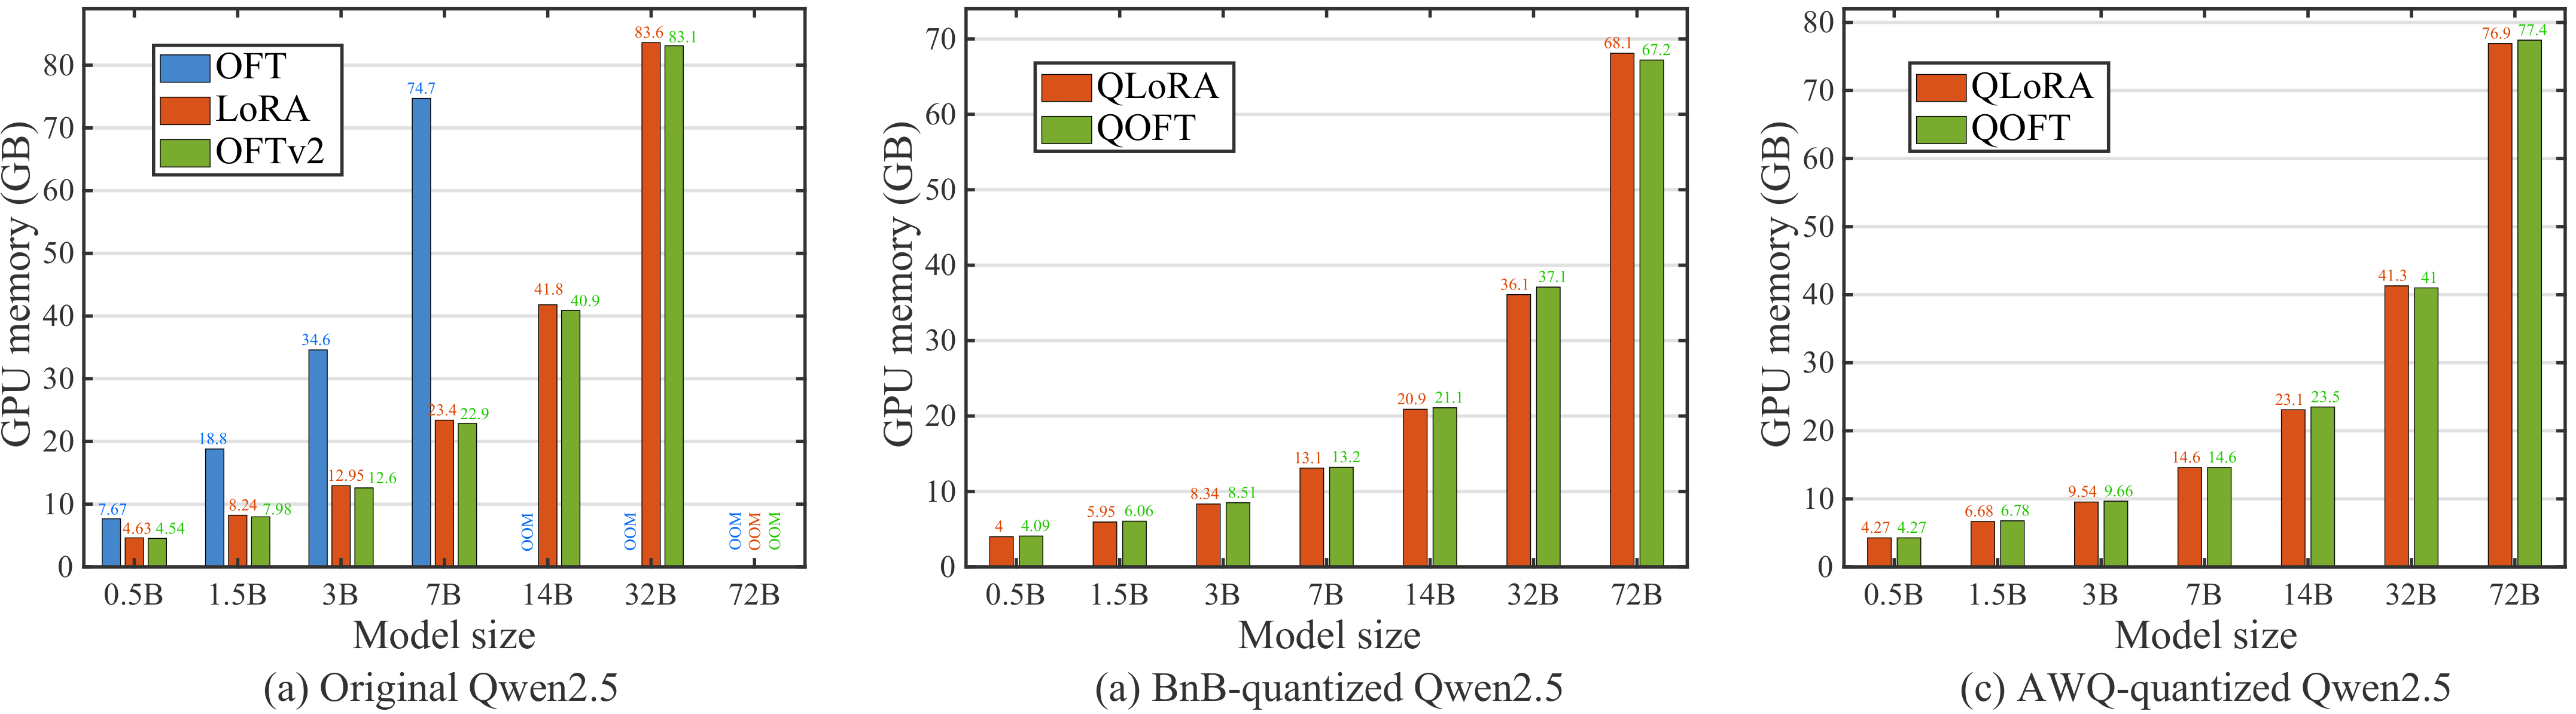 GPU memory (GB)
80
70
60
50
40
30
20
10
0
OFT
LoRA
OFTv2
7.67
4.63
4.54
18.8
8.24
7.98
34.6
12.95
12.6
74.7
23.4
22.9
OOM
41.8
40.9
OOM
83.6
83.1
OOM
OOM
OOM
0.5B 1.5B 3B 7B 14B 32B 72B
Model size
(a) Original Qwen2.5
GPU memory (GB)
70
60
50
40
30
20
10
0
QLoRA
QOFT
4
4.09
5.95
6.06
8.34
8.51
13.1
13.2
20.9
21.1
36.1
37.1
68.1
67.2
0.5B 1.5B 3B 7B 14B 32B 72B
Model size
(a) BnB-quantized Qwen2.5
GPU memory (GB)
80
70
60
50
40
30
20
10
0
QLoRA
QOFT
4.27
4.27
6.68
6.78
9.54
9.66
14.6
14.6
23.1
23.5
41.3
41
76.9
77.4
0.5B 1.5B 3B 7B 14B 32B 72B
Model size
(c) AWQ-quantized Qwen2.5